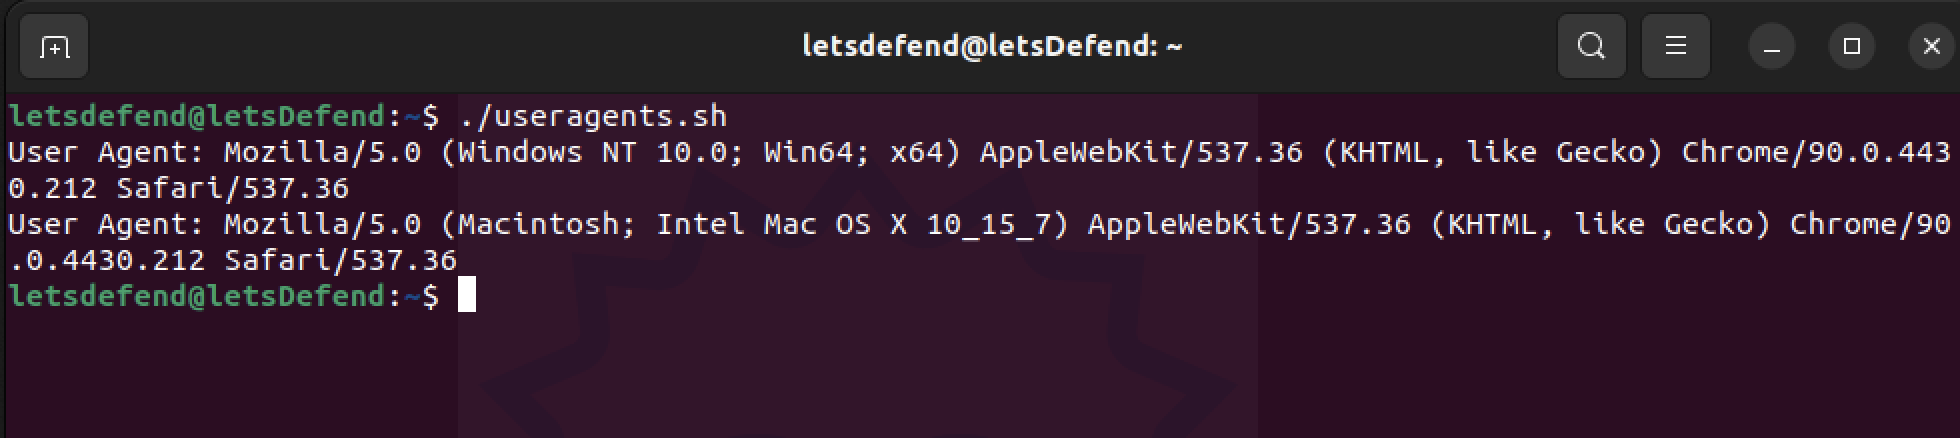 letsdefend@letsDefend: ~
letsdefend@letsDefend:~$ ./useragents.sh
User Agent: Mozilla/5.0 (Windows NT 10.0; Win64; x64) AppleWebKit/537.36 (KHTML, like Gecko) Chrome/90.0.443
0.212 Safari/537.36
User Agent: Mozilla/5.0 (Macintosh; Intel Mac OS X 10_15_7) AppleWebKit/537.36 (KHTML, like Gecko) Chrome/90
.0.4430.212 Safari/537.36
letsdefend@letsDefend:~$